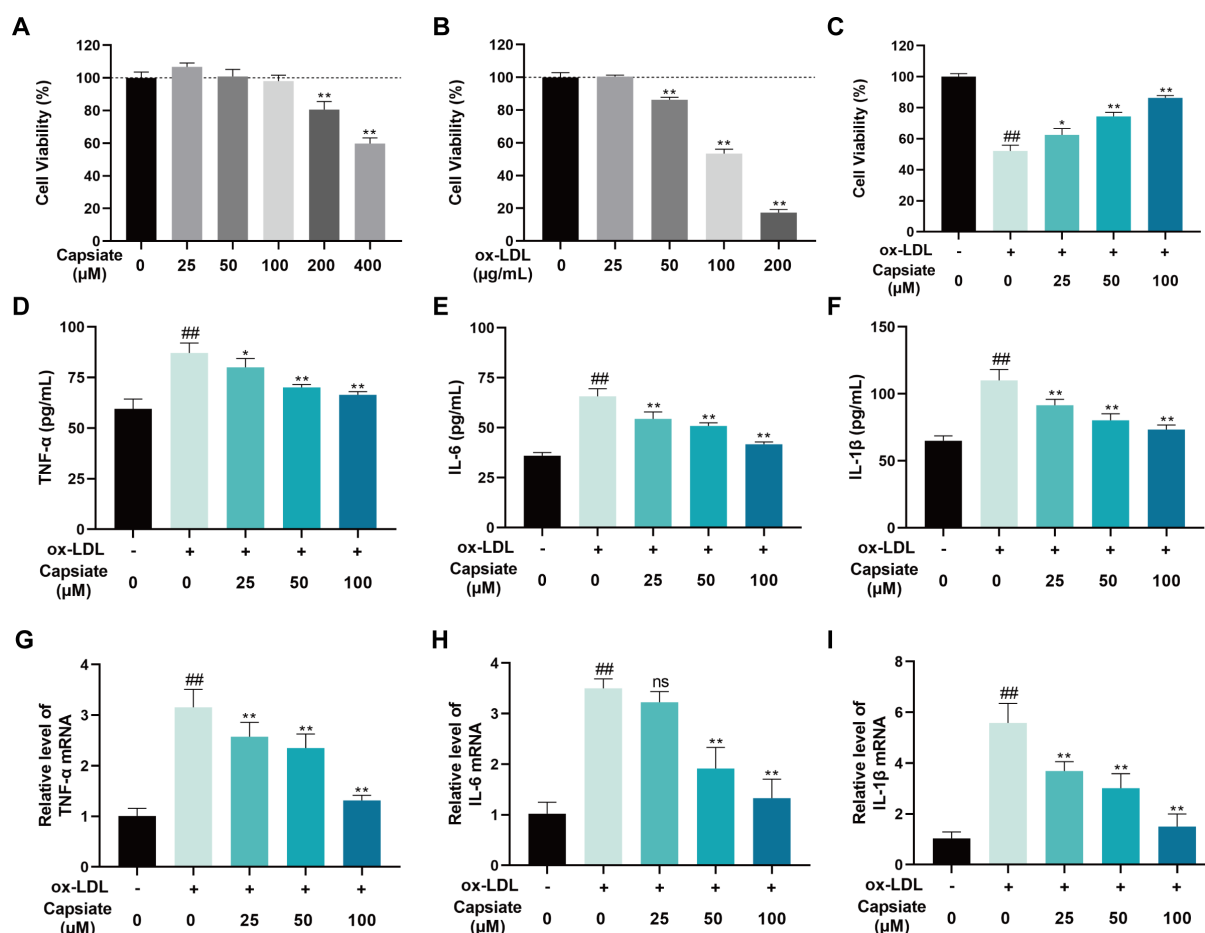 A
Cell Viability (%)
120
100
80
60
40
20
0
** **
Capsiate
(μM)
0 25 50 100 200 400
B
Cell Viability (%)
120
100
80
60
40
20
0
** ** **
ox-LDL
(μg/mL)
0 25 50 100 200
C
Cell Viability (%)
120
100
80
60
40
20
0
## * ** **
ox-LDL - + + + +
Capsiate
(μM)
0 0 25 50 100
D
TNF-α (pg/mL)
100
75
50
25
0
## * ** **
ox-LDL - + + + +
Capsiate
(μM)
0 0 25 50 100
E
IL-6 (pg/mL)
100
75
50
25
0
## ** ** **
ox-LDL - + + + +
Capsiate
(μM)
0 0 25 50 100
F
IL-1β (pg/mL)
150
100
50
0
## ** ** **
ox-LDL - + + + +
Capsiate
(μM)
0 0 25 50 100
G
Relative level of
TNF-α mRNA
4
3
2
1
0
## ** ** **
ox-LDL - + + + +
Capsiate
(μM)
0 0 25 50 100
H
Relative level of
IL-6 mRNA
4
3
2
1
0
## ns ** **
ox-LDL - + + + +
Capsiate
(μM)
0 0 25 50 100
I
Relative level of
IL-1β mRNA
8
6
4
2
0
## ** ** **
ox-LDL - + + + +
Capsiate
(μM)
0 0 25 50 100